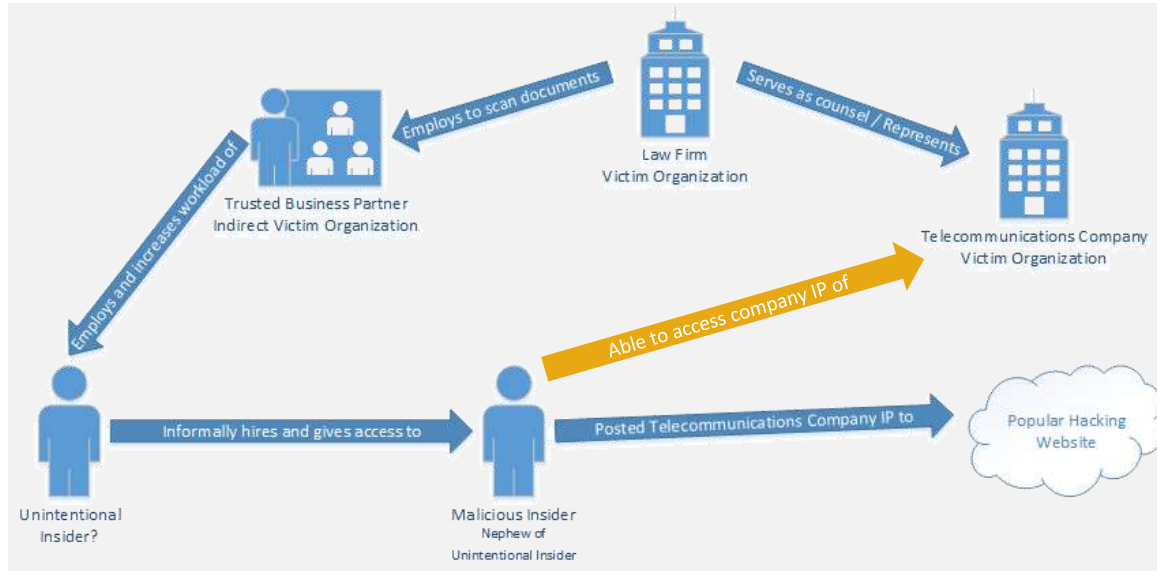 Employs to scan documents
Serves as counsel / Represents
Law Firm
Victim Organization
Trusted Business Partner
Indirect Victim Organization
Employs and increases workload of
Telecommunications Company
Victim Organization
Able to access company IP of
Informally hires and gives access to
Posted Telecommunications Company IP to
Popular Hacking
Website
Unintentional
Insider?
Malicious Insider
Nephew of
Unintentional Insider